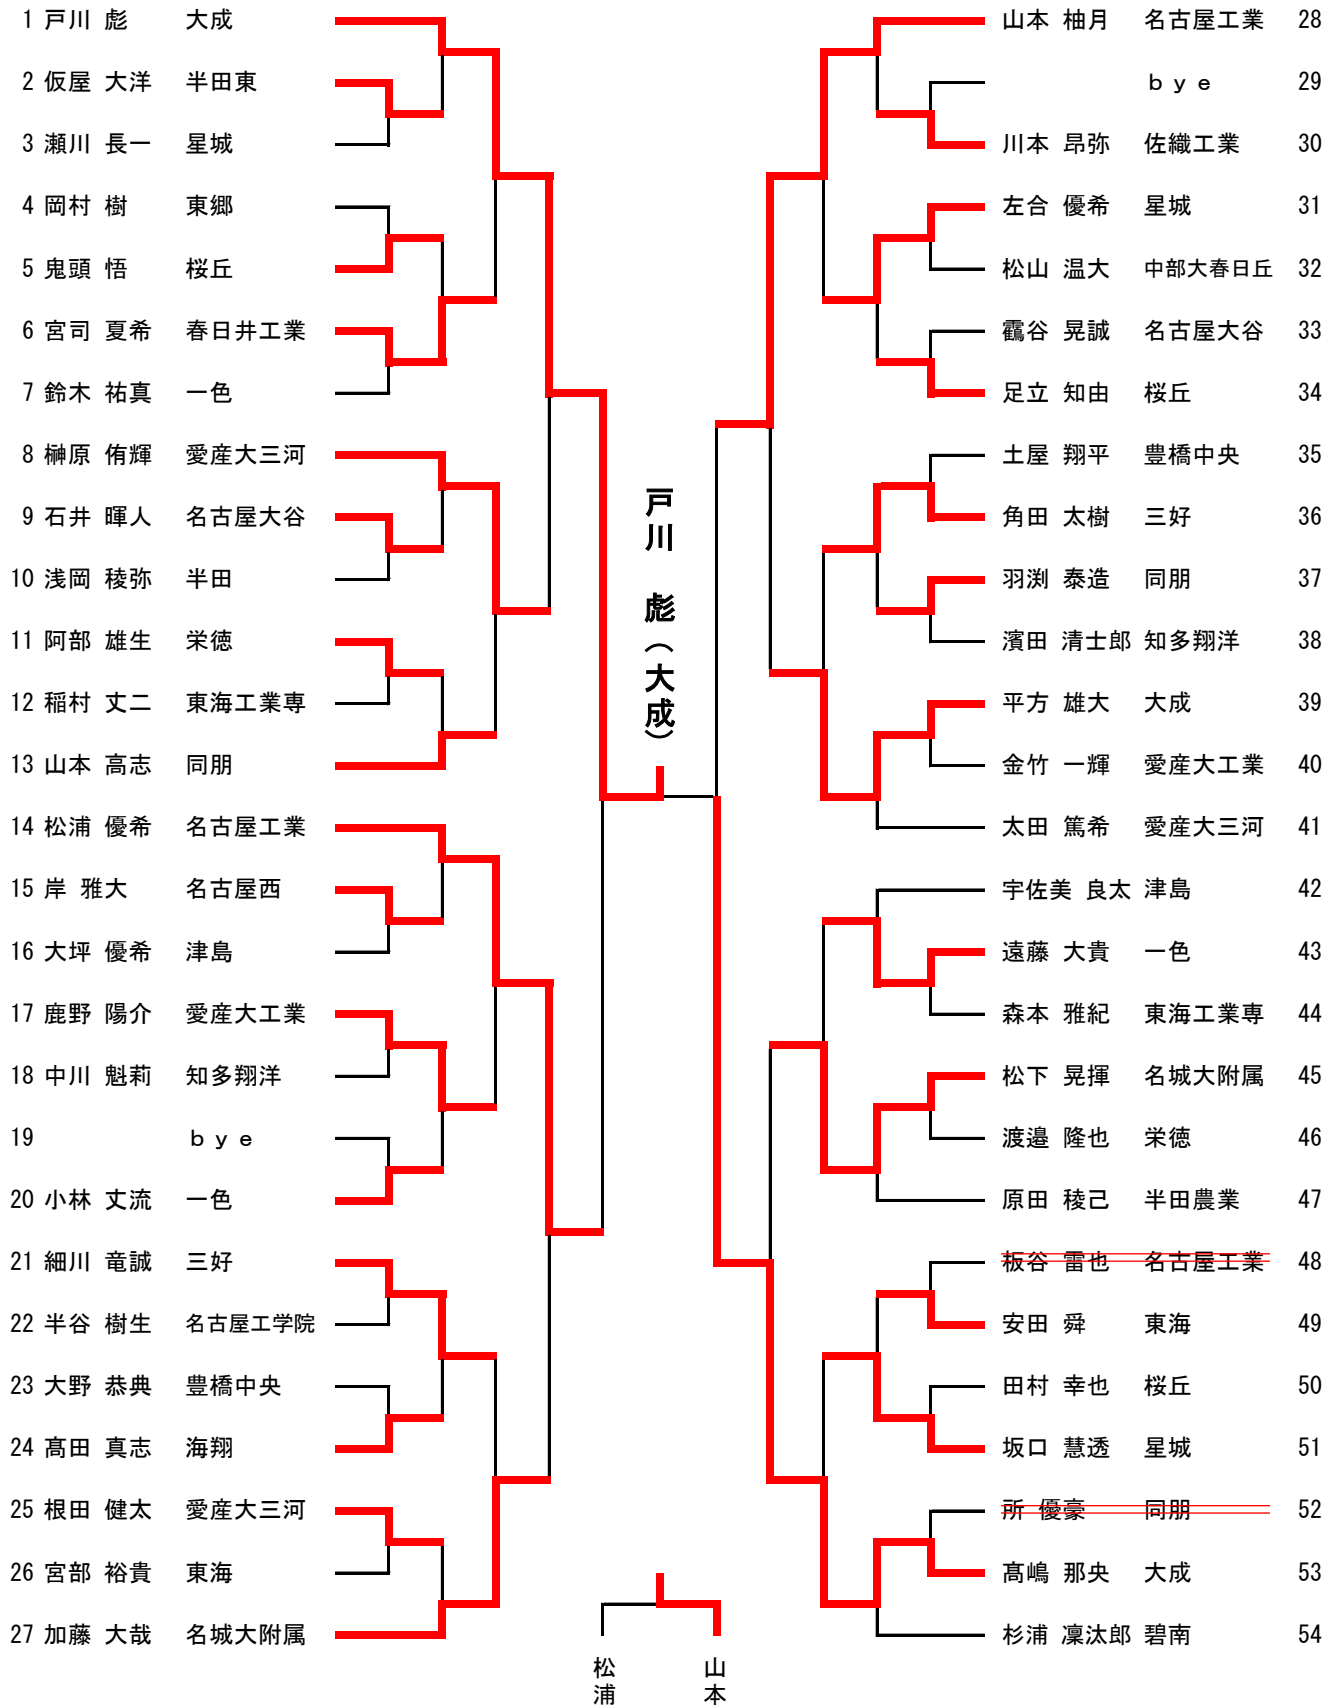 1 戸川 彪 大成
2 仮屋 大洋 半田東
3 瀬川 長一 星城
4 岡村 樹 東郷
5 鬼頭 悟 桜丘
6 宮司 夏希 春日井工業
7 鈴木 祐真 一色
8 榊原 侑輝 愛産大三河
9 石井 暉人 名古屋大谷
10 浅岡 稜弥 半田
11 阿部 雄生 栄徳
12 稲村 丈二 東海工業専
13 山本 高志 同朋
14 松浦 優希 名古屋工業
15 岸 雅大 名古屋西
16 大坪 優希 津島
17 鹿野 陽介 愛産大工業
18 中川 魁莉 知多翔洋
19 ｂｙｅ
20 小林 丈流 一色
21 細川 竜誠 三好
22 半谷 樹生 名古屋工学院
23 大野 恭典 豊橋中央
24 髙田 真志 海翔
25 根田 健太 愛産大三河
26 宮部 裕貴 東海
27 加藤 大哉 名城大附属
戸川 彪（大成）
松浦
山本
山本 柚月 名古屋工業 28
ｂｙｅ 29
川本 昂弥 佐織工業 30
左合 優希 星城 31
松山 温大 中部大春日丘 32
靍谷 晃誠 名古屋大谷 33
足立 知由 桜丘 34
土屋 翔平 豊橋中央 35
角田 太樹 三好 36
羽渕 泰造 同朋 37
濱田 清士郎 知多翔洋 38
平方 雄大 大成 39
金竹 一輝 愛産大工業 40
太田 篤希 愛産大三河 41
宇佐美 良太 津島 42
遠藤 大貴 一色 43
森本 雅紀 東海工業専 44
松下 晃揮 名城大附属 45
渡邉 隆也 栄徳 46
原田 稜己 半田農業 47
板谷 雷也 名古屋工業 48
安田 舜 東海 49
田村 幸也 桜丘 50
坂口 慧透 星城 51
所 優豪 同朋 52
髙嶋 那央 大成 53
杉浦 凜汰郎 碧南 54